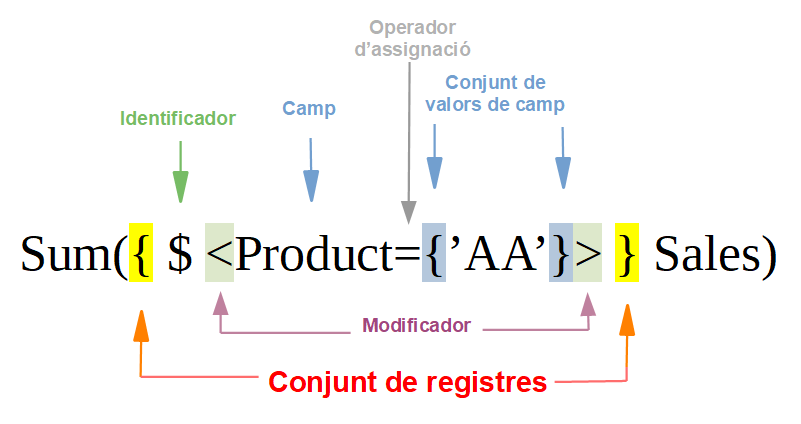 Operador
d’assignació
Conjunt de
valors de camp
Camp
Identificador
Sum({ $ <Product={’AA’}> } Sales)
Modificador
Conjunt de registres